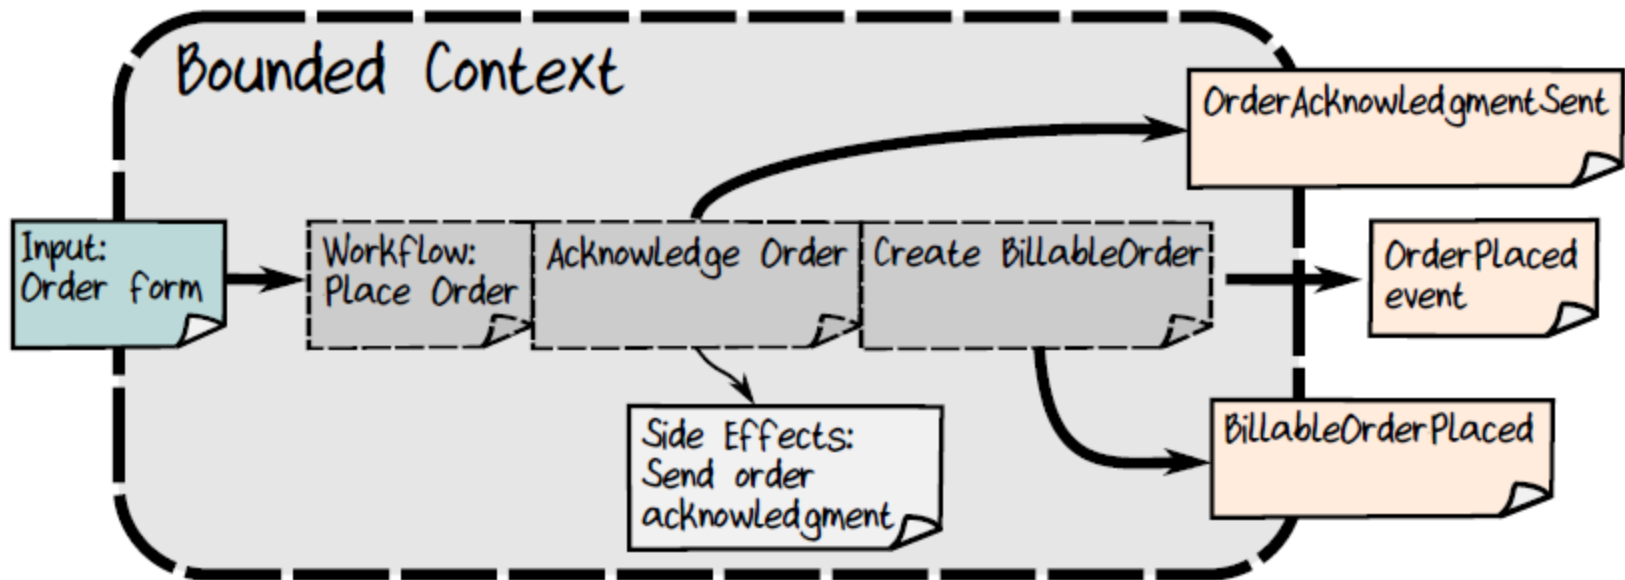 Bounded Context
OrderAcknowledgmentSent
Input:
Order form
Workflow:
Place Order
Acknowledge Order
Create BillableOrder
OrderPlaced
event
Side Effects:
Send order
acknowledgment
BillableOrderPlaced